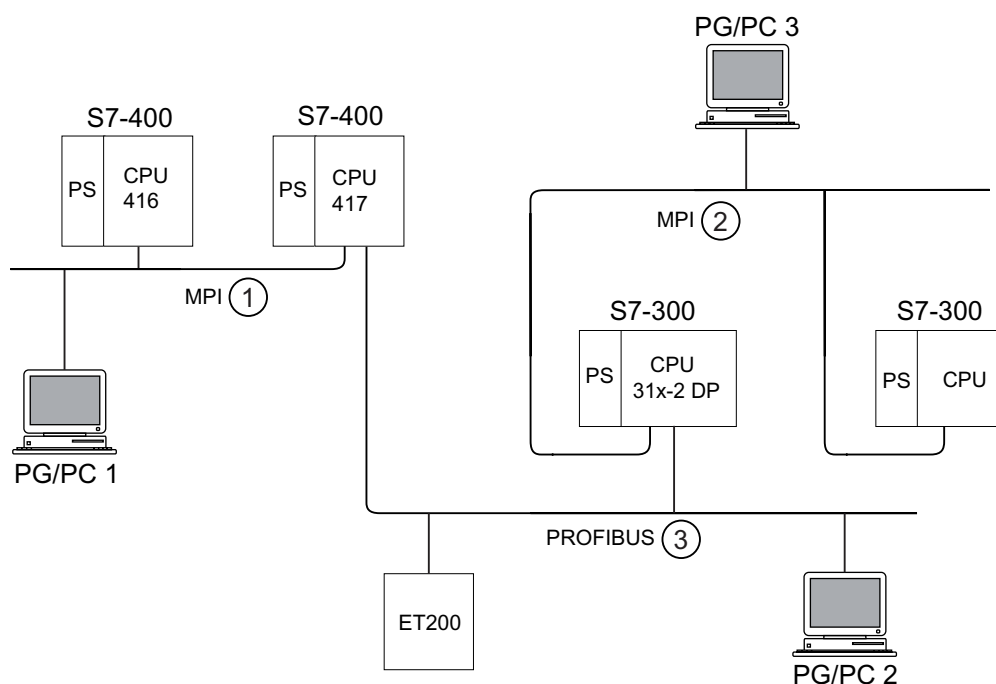 PG/PC 3
S7-400
S7-400
PS
CPU
416
PS
CPU
417
MPI 1
MPI 2
S7-300
S7-300
PS
CPU
31x-2 DP
PS
CPU
PG/PC 1
PROFIBUS 3
ET200
PG/PC 2